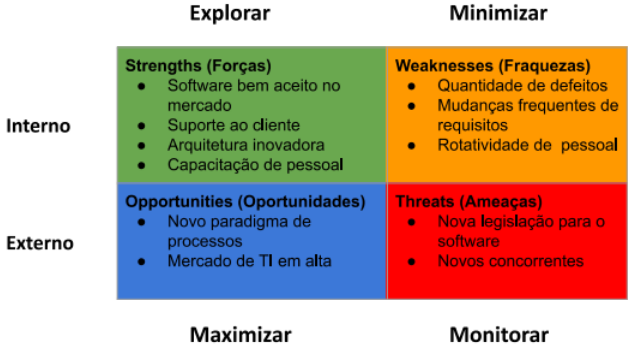 Explorar
Minimizar
Interno
Strengths (Forças)
● Software bem aceito no
mercado
● Suporte ao cliente
● Arquitetura inovadora
● Capacitação de pessoal
Weaknesses (Fraquezas)
● Quantidade de defeitos
● Mudanças frequentes de
requisitos
● Rotatividade de pessoal
Externo
Opportunities (Oportunidades)
● Novo paradigma de
processos
● Mercado de TI em alta
Threats (Ameaças)
● Nova legislação para o
software
● Novos concorrentes
Maximizar
Monitorar